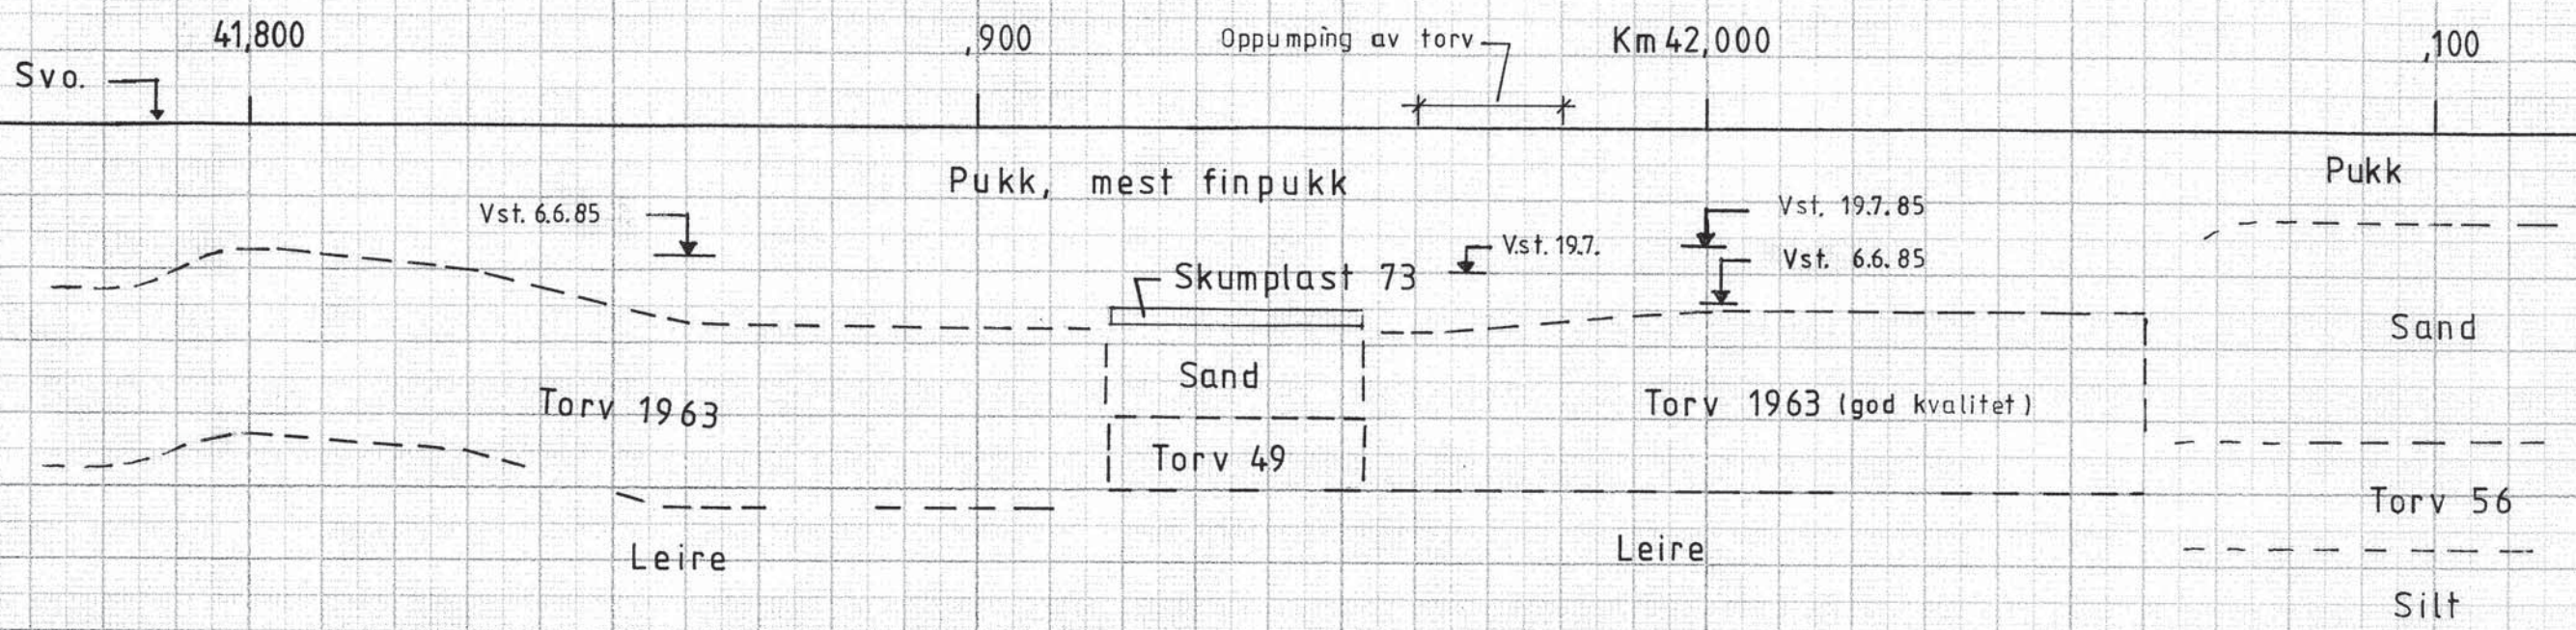 41,800
,900
Oppumping av torv
Km 42,000
,100
Svo.
Pukk, mest finpukk
Pukk
Vst. 6.6.85
Vst. 19.7.85
V.st. 19.7.
Vst. 6.6.85
Skumplast 73
Sand
Sand
Torv 1963
Torv 1963 (god kvalitet)
Torv 49
Torv 56
Leire
Leire
Silt